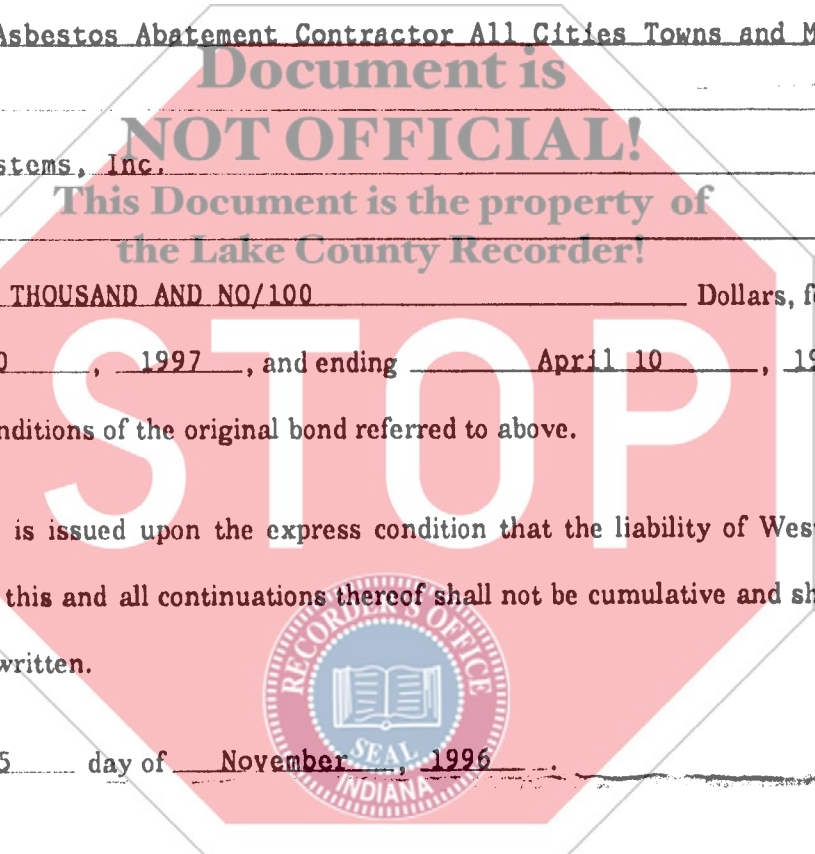 Asbestos Abatement Contractor All Cities Towns and M
Document is
NOT OFFICIAL!
stems, Inc.
This Document is the property of
the Lake County Recorder!
THOUSAND AND NO/100 Dollars, f
0, 1997, and ending April 10, 19
STOP
nditions of the original bond referred to above.
is issued upon the express condition that the liability of Wes
this and all continuations thereof shall not be cumulative and sh
written.
RECORDER'S OFFICE
SEAL
INDIANA
5 day of November, 1996.